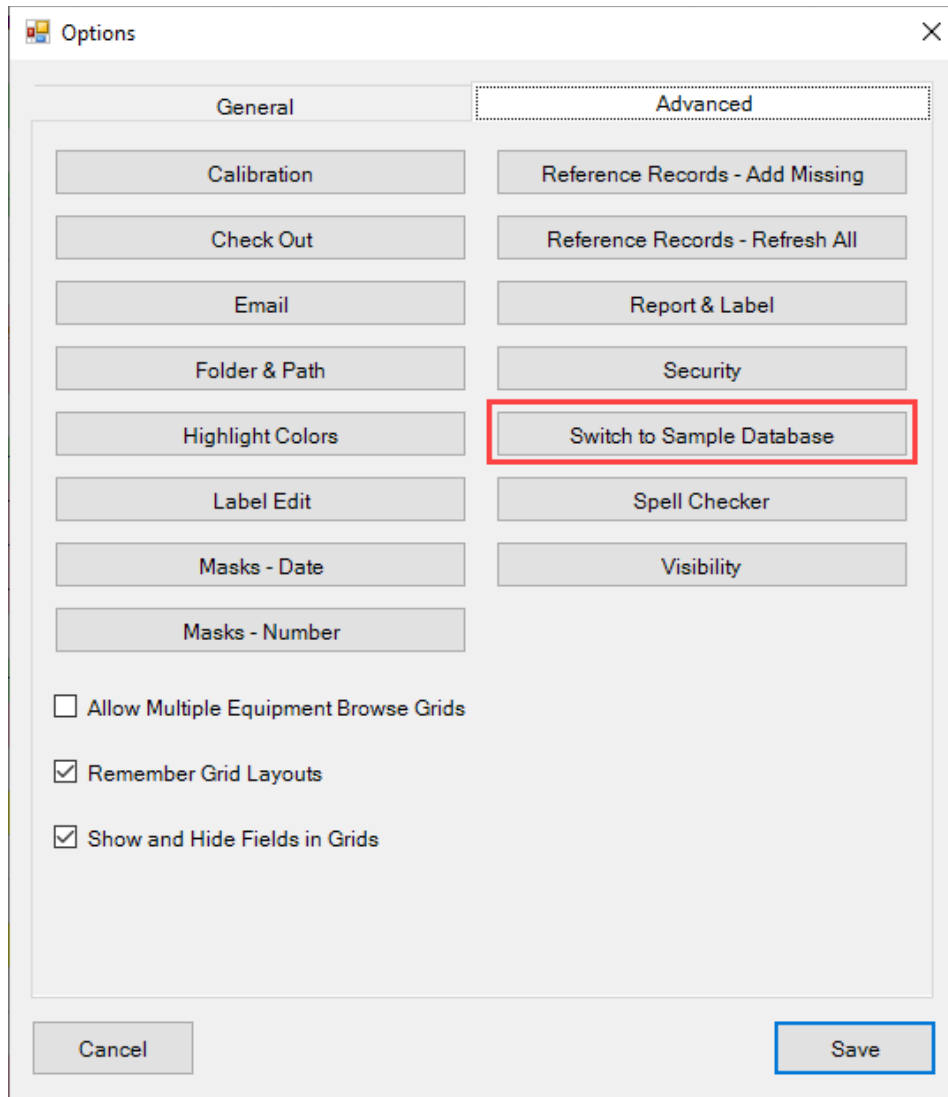 Options
General
Advanced
Calibration
Reference Records - Add Missing
Check Out
Reference Records - Refresh All
Email
Report & Label
Folder & Path
Security
Highlight Colors
Switch to Sample Database
Label Edit
Spell Checker
Masks - Date
Visibility
Masks - Number
Allow Multiple Equipment Browse Grids
Remember Grid Layouts
Show and Hide Fields in Grids
Cancel
Save